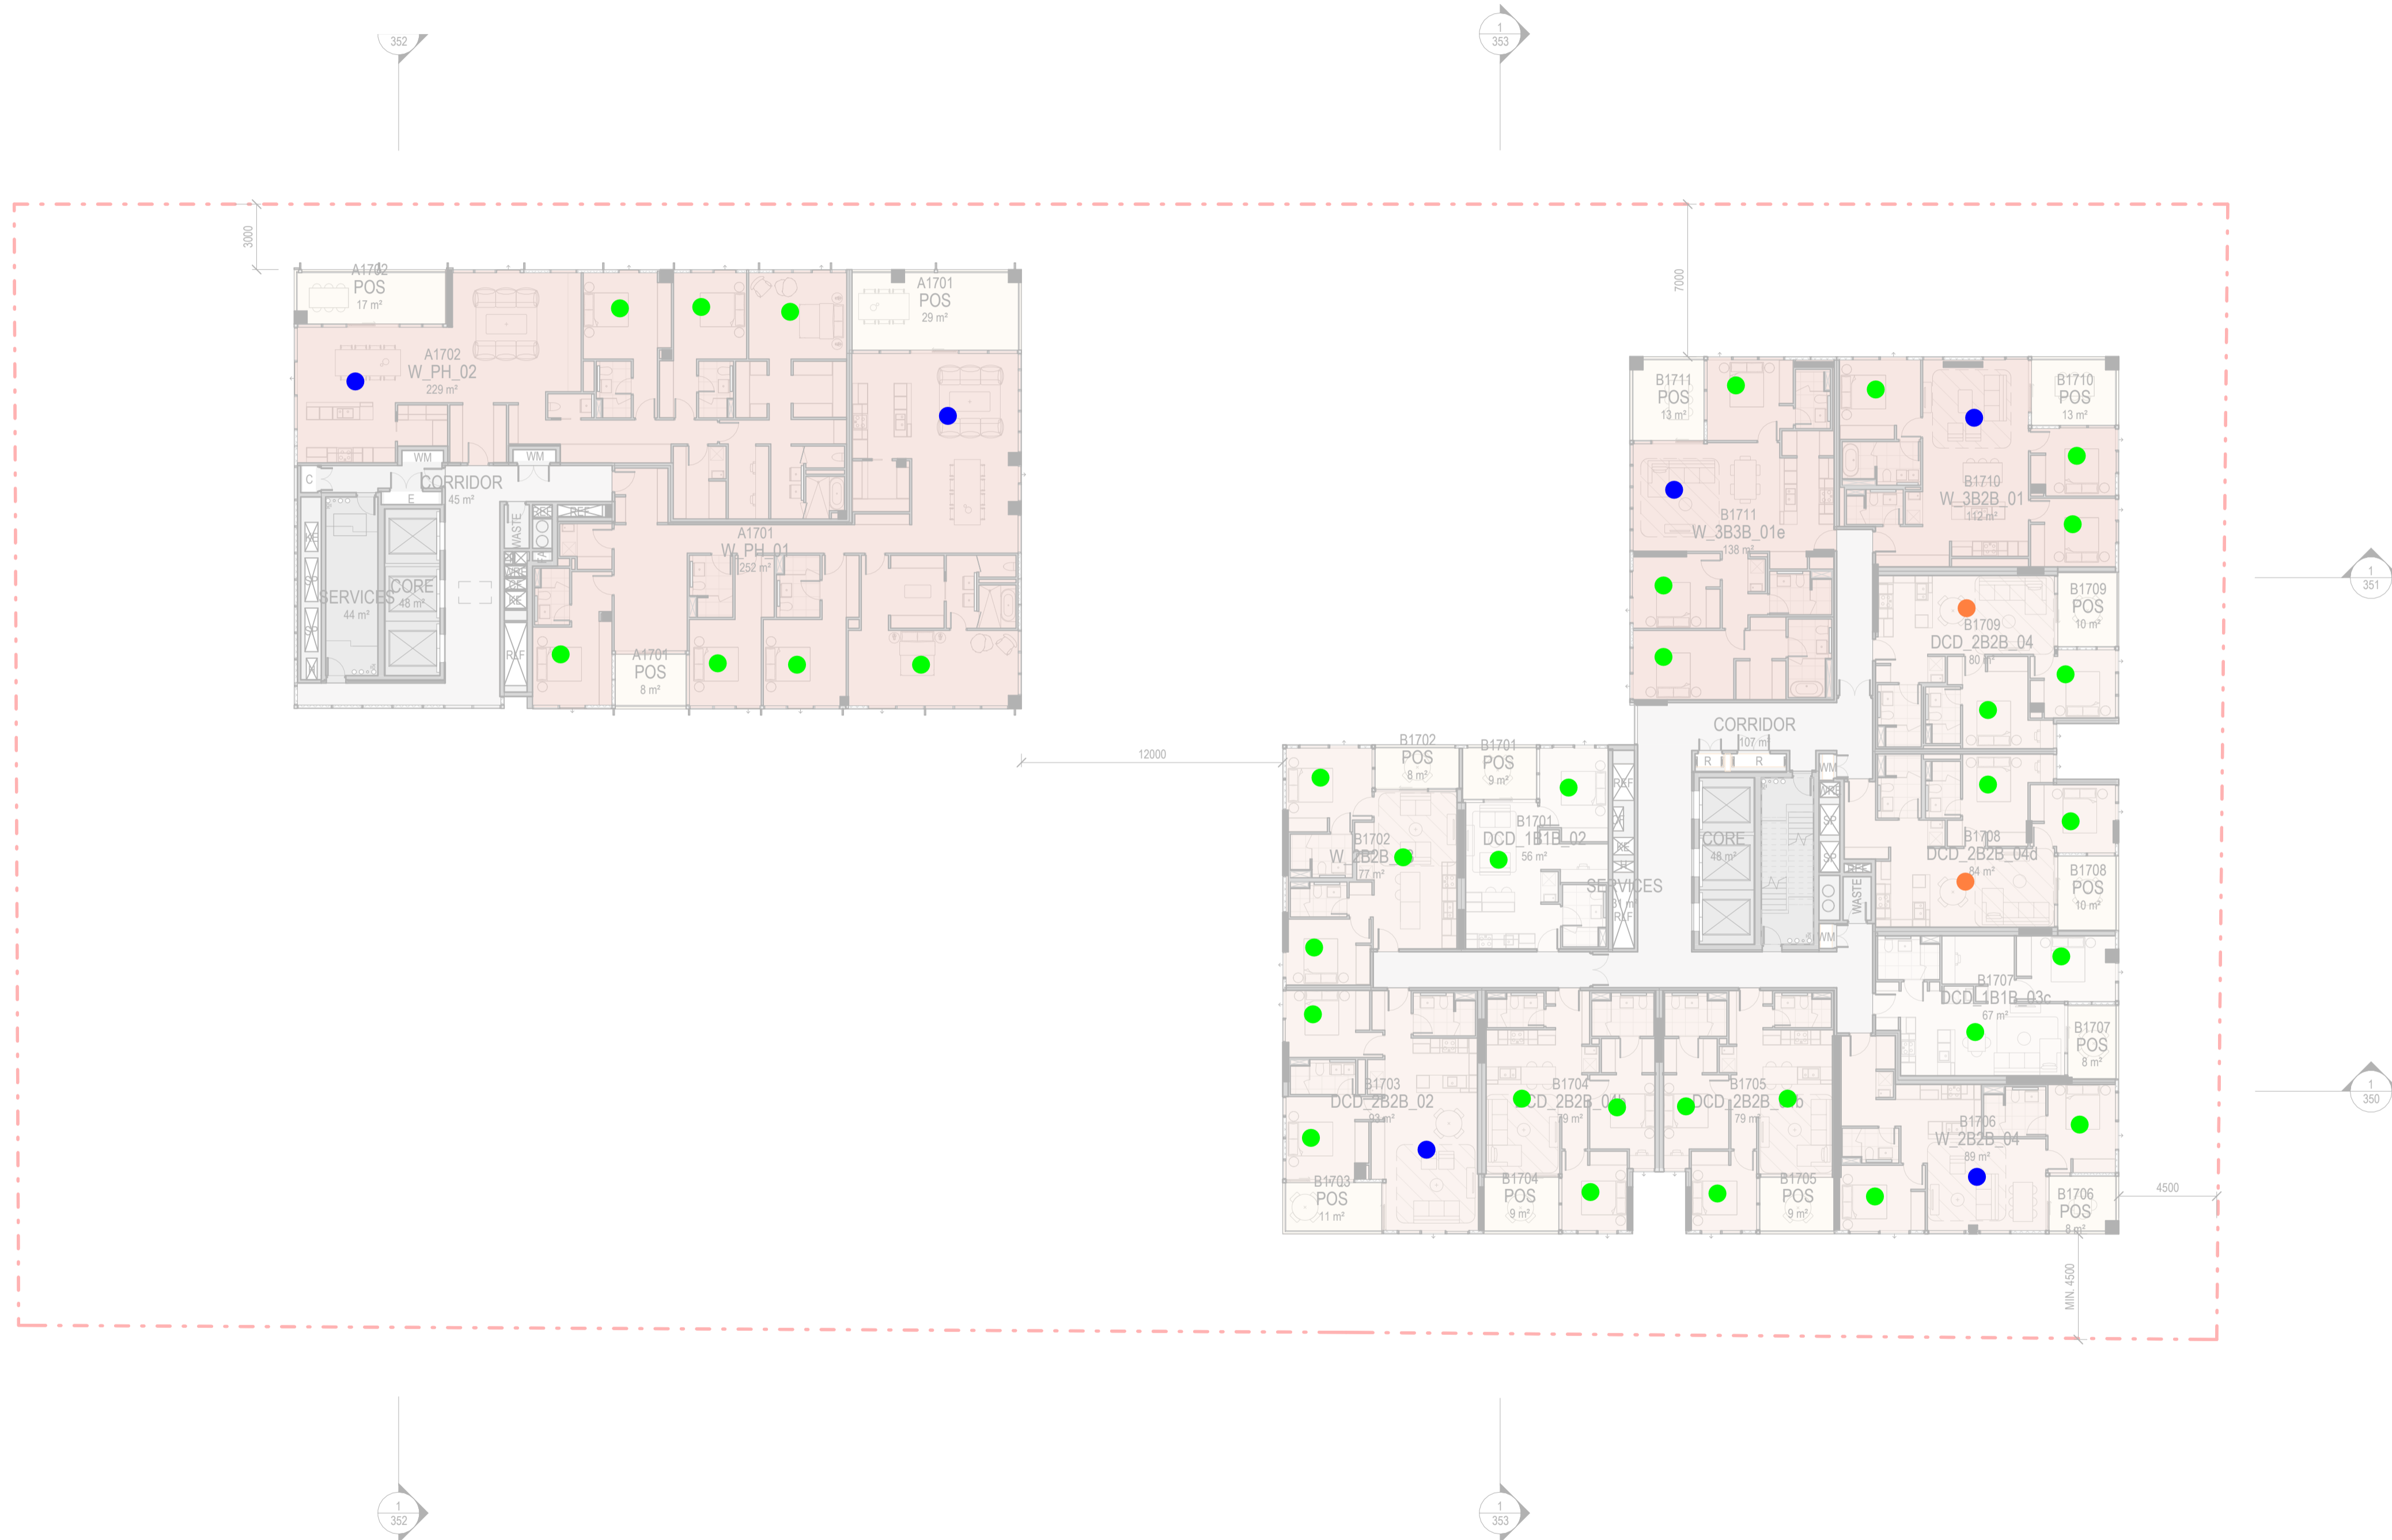 352
1
353
3000
7000
A1702
POS
17 m²
A1701
POS
29 m²
A1702
W_PH_02
229 m²
B1711
POS
13 m²
B1710
POS
13 m²
WM
WM
C
CORRIDOR
45 m²
E
REF
WASTE
A1701
W_PH_01
252 m²
B1711
W_3B3B_01e
138 m²
B1710
W_3B2B_01
112 m²
SERVICES
44 m²
CORE
48 m²
SP
SP
1
351
B1709
POS
10 m²
B1709
DCD_2B2B_04
80 m²
A1701
POS
8 m²
CORRIDOR
107 m
R
R
WM
12000
B1702
POS
8 m²
B1701
POS
9 m²
REF
CORE
48 m²
SP
SP
B1702
77 m²
B1701
DCD_1B1B_02
56 m²
B1708
DCD_2B2B_04d
84 m²
B1708
POS
10 m²
SERVICES
WASTE
WM
B1707
DCD_1B1B_03c
67 m²
B1707
POS
8 m²
B1703
DCD_2B2B_02
93 m²
B1704
79 m²
B1705
79 m²
B1706
W_2B2B_04
89 m²
1
350
B1703
POS
11 m²
B1704
POS
9 m²
B1705
POS
9 m²
B1706
POS
8 m²
4500
MIN. 4500
1
352
1
353